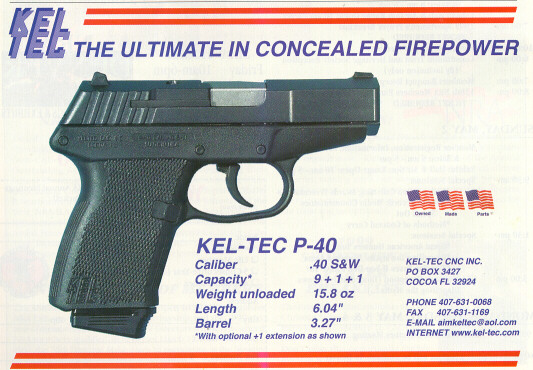 KEL
TEC
THE ULTIMATE IN CONCEALED FIREPOWER
Owned Made Parts
KEL-TEC P-40
Caliber .40 S&W
Capacity* 9 + 1 + 1
Weight unloaded 15.8 oz
Length 6.04"
Barrel 3.27"
*With optional +1 extension as shown
KEL-TEC CNC INC.
PO BOX 3427
COCOA FL 32924
PHONE 407-631-0068
FAX 407-631-1169
E-MAIL aimkeltec@aol.com
INTERNET www.kel-tec.com